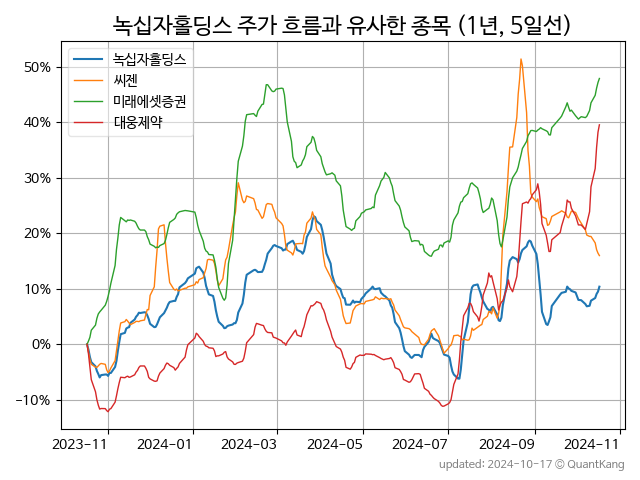 녹십자홀딩스 주가 흐름과 유사한 종목 (1년, 5일선)
녹십자홀딩스
씨젠
미래에셋증권
대웅제약
50%
40%
30%
20%
10%
0%
−10%
2023-11
2024-01
2024-03
2024-05
2024-07
2024-09
2024-11
updated: 2024-10-17 © QuantKang